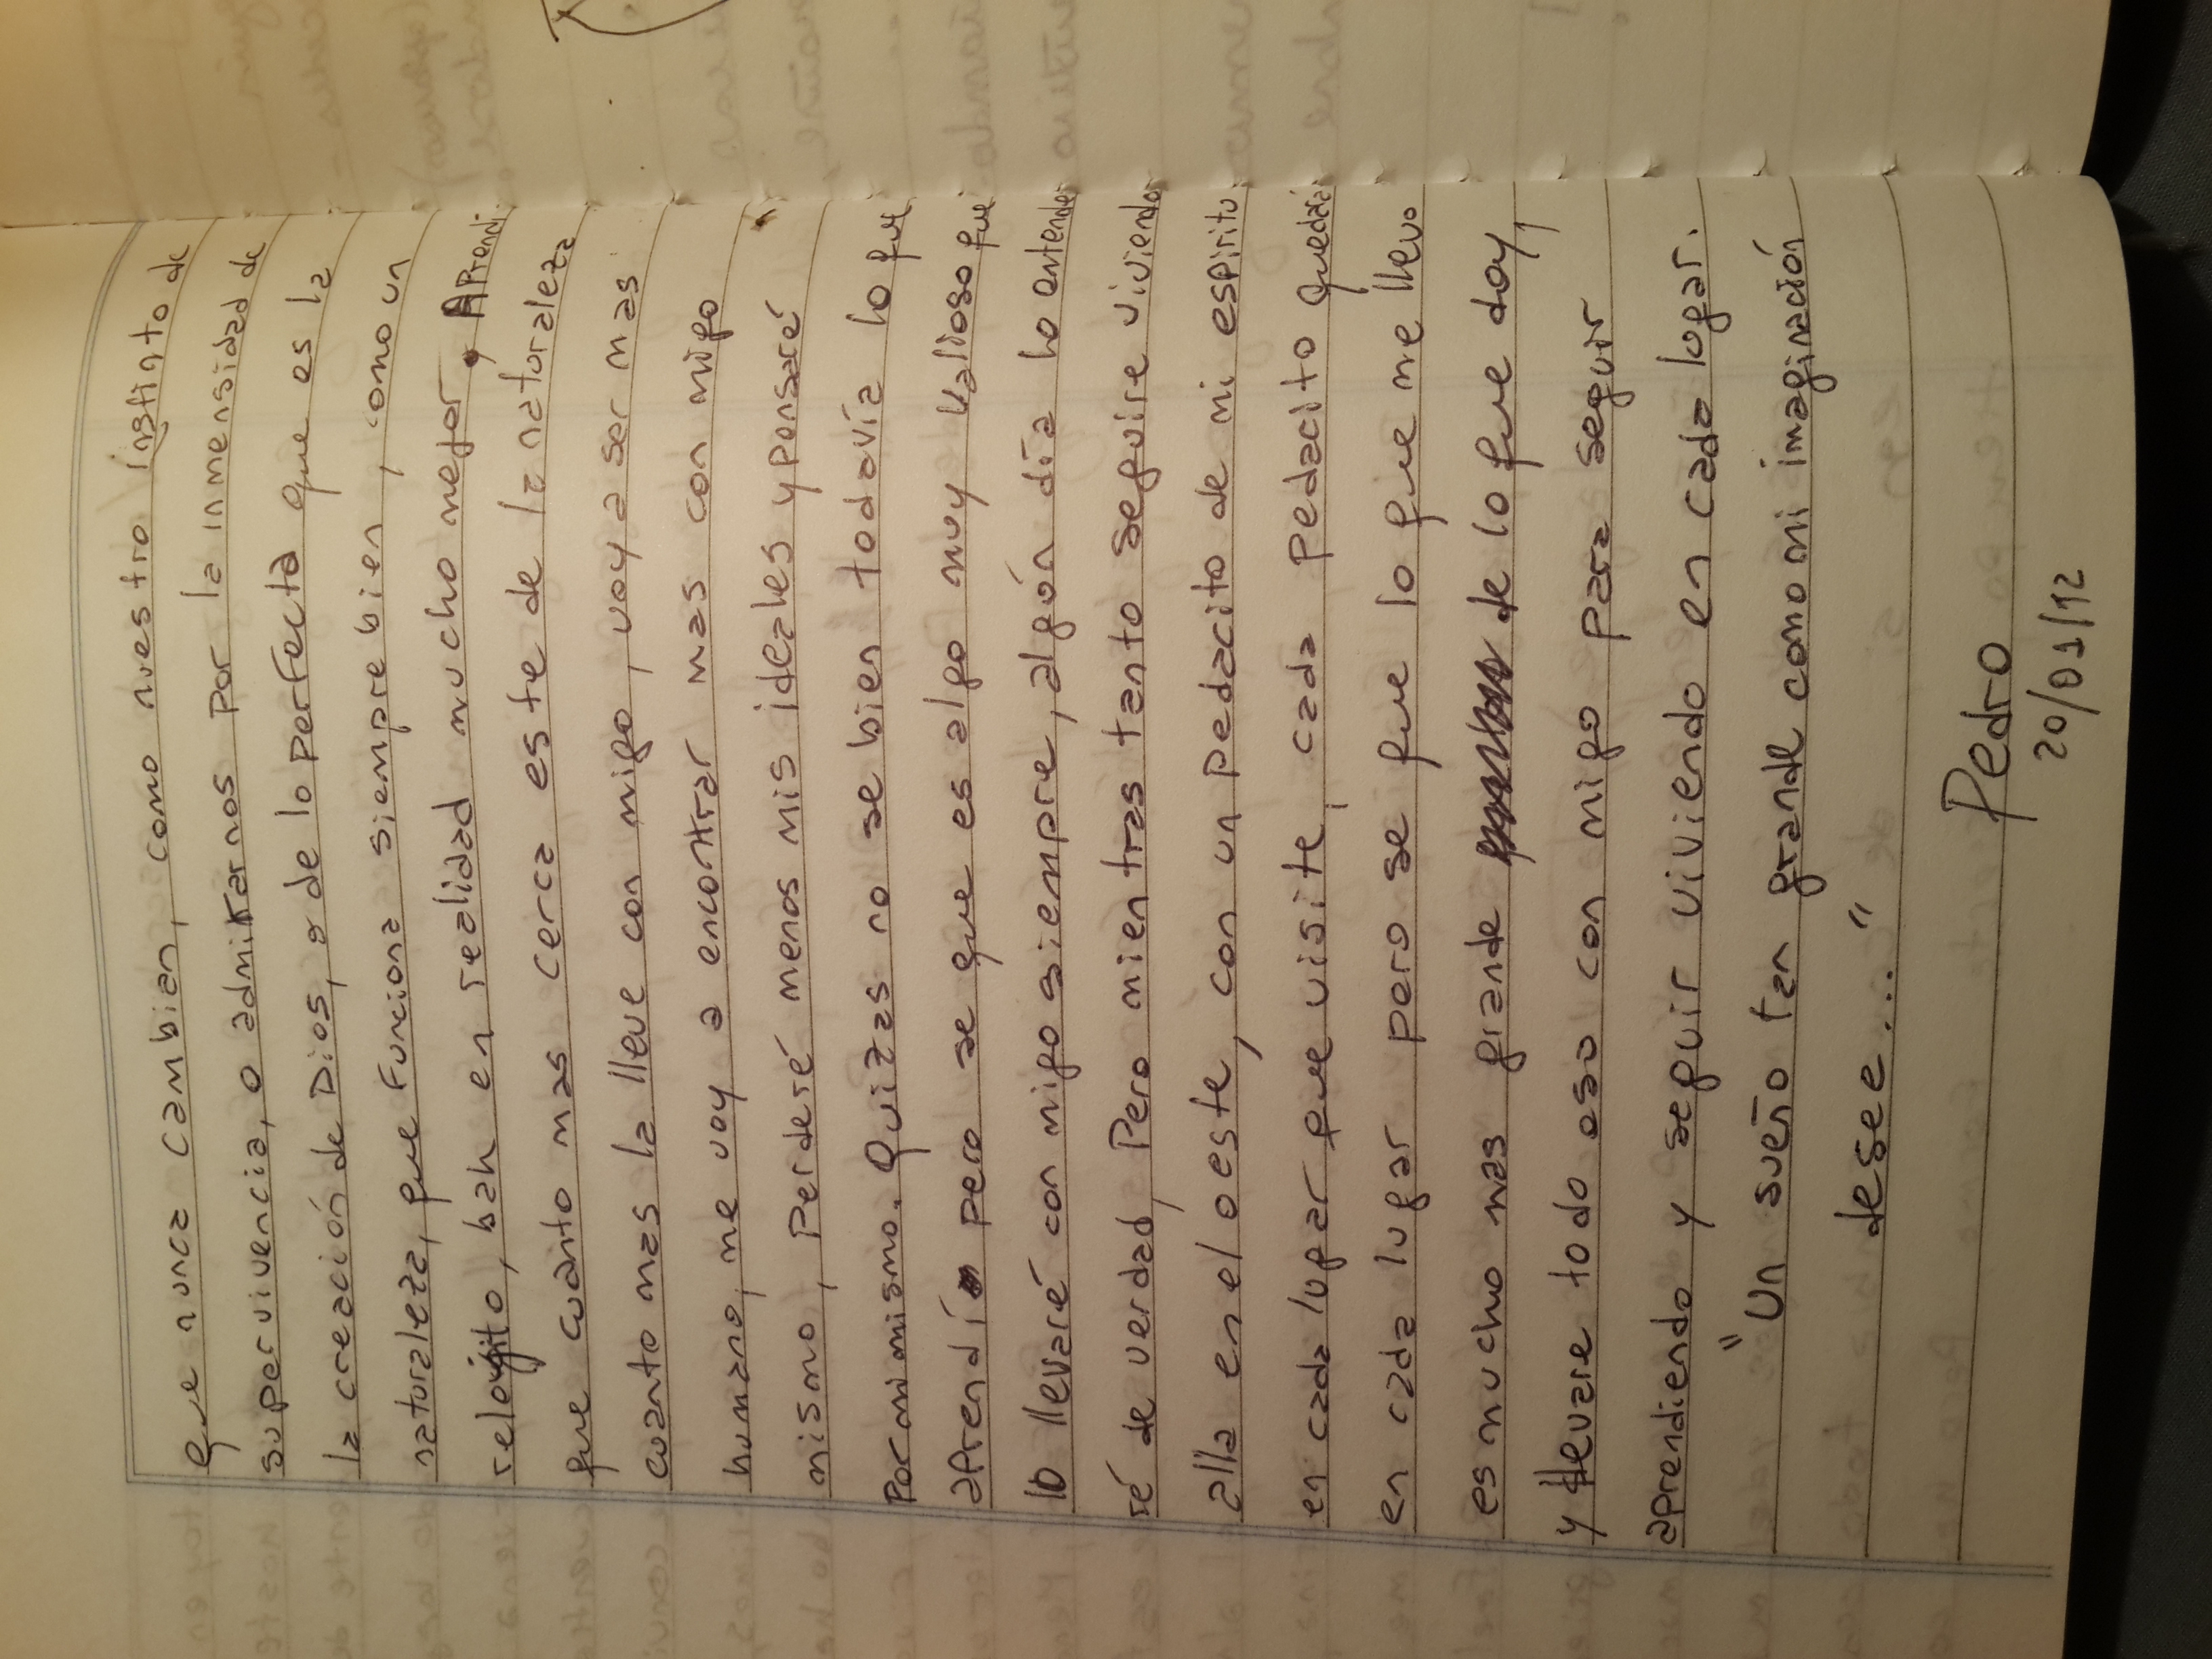 que nunca cambian, como nuestro instinto de
supervivencia, o admirarnos por la inmensidad de
la creación de Dios, o de lo perfecta que es la
naturaleza, que funciona siempre bien, como un
relojito, bah en realidad mucho mejor. Aprendi
que cuanto mas cerca este de la naturaleza
cuanto mas la lleve con migo, voy a ser mas
humano, me voy a encontrar mas con migo
mismo, perderé menos mis ideales y pensaré
por mi mismo. Quizas no se bien todavía lo que
aprendí pero se que es algo muy valioso que
lo llevaré con migo siempre, algún día lo entende-
ré de verdad, Pero mientras tanto seguire viviendo
alla en el oeste, con un pedacito de mi espiritu
en cada lugar que visite, cada pedacito quedará
en cada lugar pero se que lo que me llevo
es mucho mas grande de lo que doy,
y llevare todo eso con migo para seguir
aprendiendo y seguir viviendo en cada lugar.
"Un sueño tan grande como mi imaginación
desee..."
Pedro
20/01/12